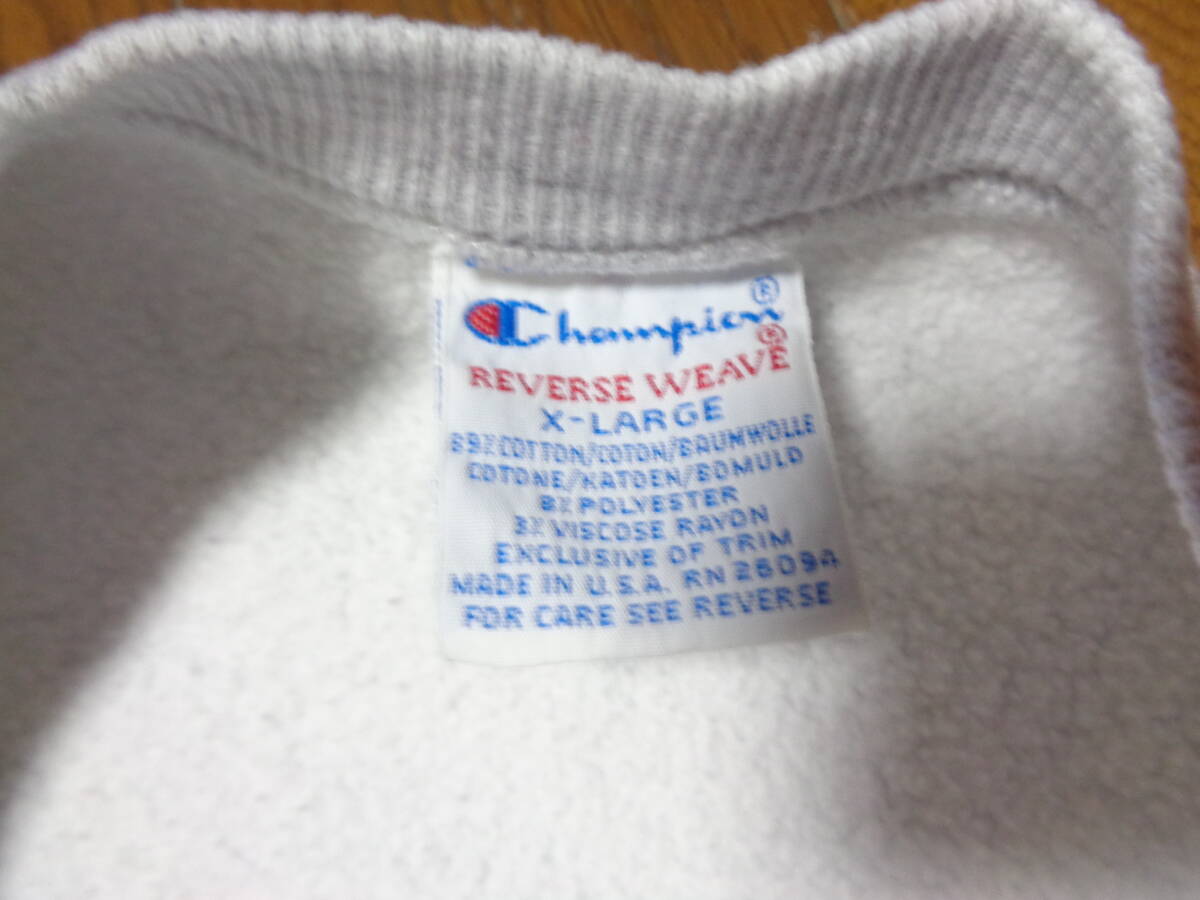 Champion®
REVERSE WEAVE®
X-LARGE
89% COTTON/COTON/BAUMWOLLE
COTONE/KATOEN/BOMULD
8% POLYESTER
3% VISCOSE RAYON
EXCLUSIVE OF TRIM
MADE IN U.S.A. RN 26094
FOR CARE SEE REVERSE